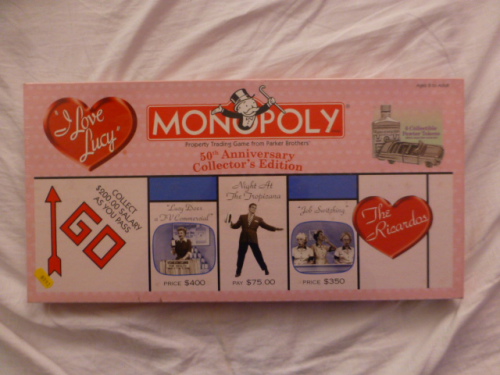 "I Love
Lucy"
®
MONOPOLY
®
Property Trading Game from Parker Brothers
50th Anniversary
Collector's Edition
COLLECT
$200.00 SALARY
AS YOU PASS
GO
"Lucy Does
a TV Commercial"
PRICE $400
Night At
The Tropicana
PAY $75.00
"Job Switching"
PRICE $350
The
Ricardos